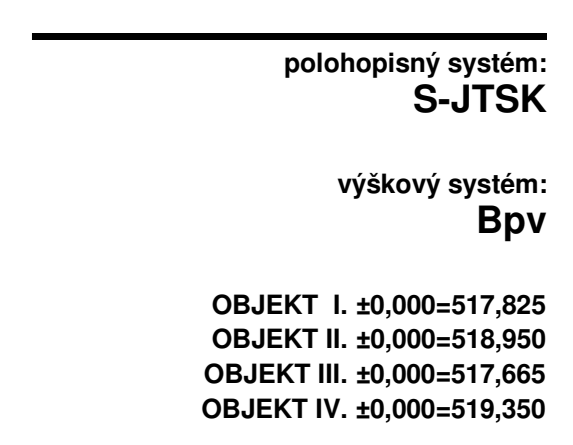 polohopisný systém:
S-JTSK
výškový systém:
Bpv
OBJEKT I. ±0,000=517,825
OBJEKT II. ±0,000=518,950
OBJEKT III. ±0,000=517,665
OBJEKT IV. ±0,000=519,350